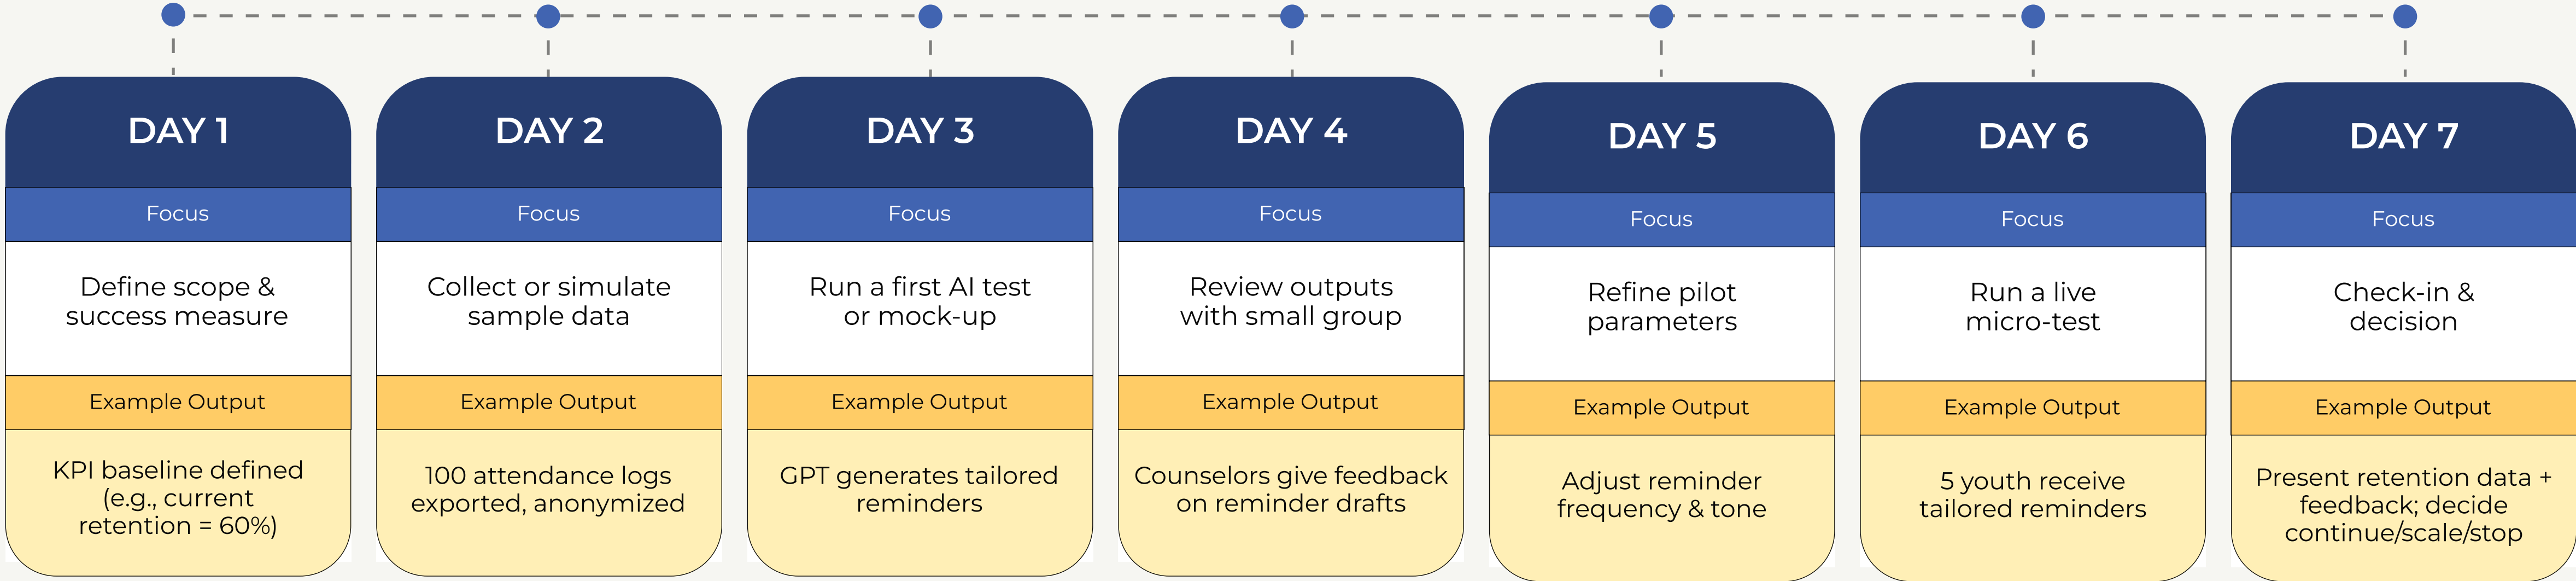 DAY 1
Focus
Define scope &
success measure
Example Output
KPI baseline defined
(e.g., current
retention = 60%)
DAY 2
Focus
Collect or simulate
sample data
Example Output
100 attendance logs
exported, anonymized
DAY 3
Focus
Run a first AI test
or mock-up
Example Output
GPT generates tailored
reminders
DAY 4
Focus
Review outputs
with small group
Example Output
Counselors give feedback
on reminder drafts
DAY 5
Focus
Refine pilot
parameters
Example Output
Adjust reminder
frequency & tone
DAY 6
Focus
Run a live
micro-test
Example Output
5 youth receive
tailored reminders
DAY 7
Focus
Check-in &
decision
Example Output
Present retention data +
feedback; decide
continue/scale/stop